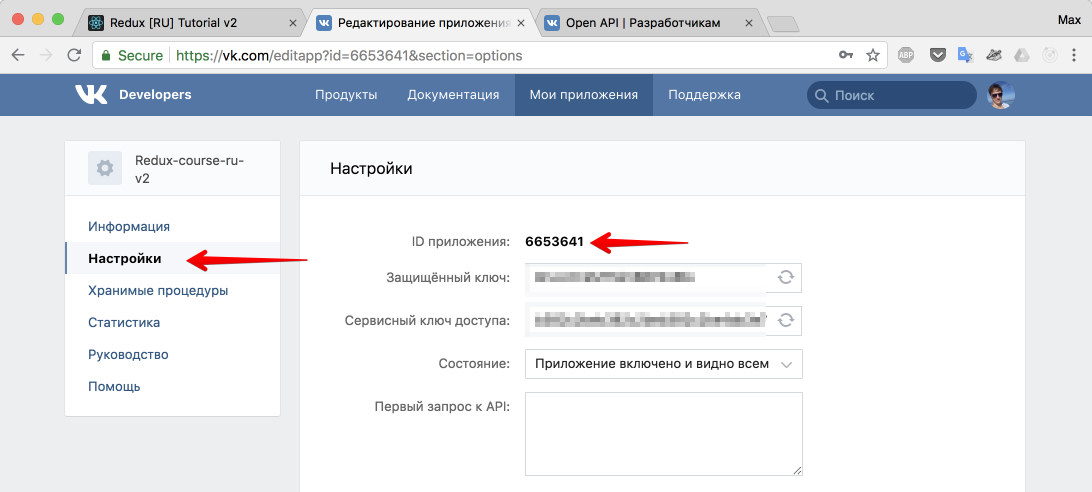 Redux [RU] Tutorial v2
Редактирование приложения
Open API | Разработчикам
Max
Secure
https://vk.com/editapp?id=6653641&section=options
ABP
VK Developers
Продукты
Документация
Мои приложения
Поддержка
Поиск
Redux-course-ru-
v2
Информация
Настройки
Хранимые процедуры
Статистика
Руководство
Помощь
Настройки
ID приложения: 6653641
Защищённый ключ:
Сервисный ключ доступа:
Состояние: Приложение включено и видно всем
Первый запрос к API: